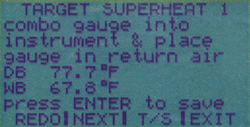 TARGET SUPERHEAT 1
combo gauge into
instrument & place
gauge in return air
DB 77.7°F
WB 67.8°F
press ENTER to save
REDO|NEXT| T/S |EXIT